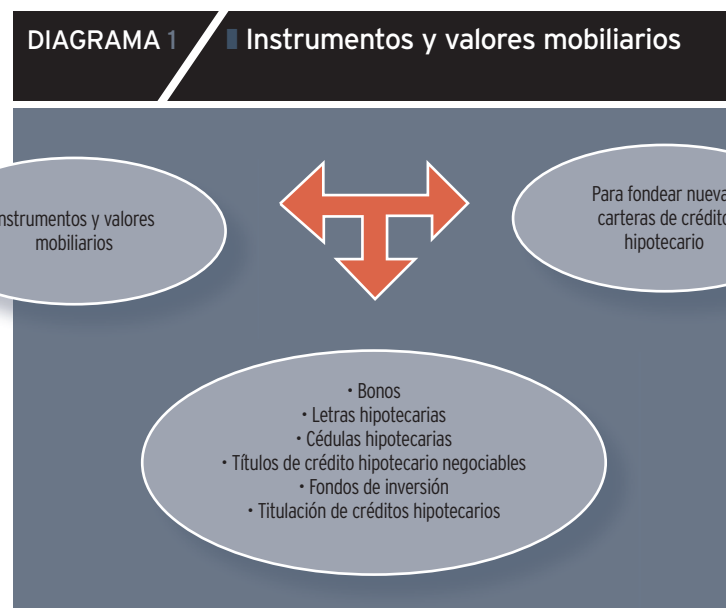 DIAGRAMA 1 Instrumentos y valores mobiliarios
nstrumentos y valores
mobiliarios
Para fondear nueva
carteras de crédito
hipotecario
• Bonos
• Letras hipotecarias
• Cédulas hipotecarias
• Títulos de crédito hipotecario negociables
• Fondos de inversión
• Titulación de créditos hipotecarios